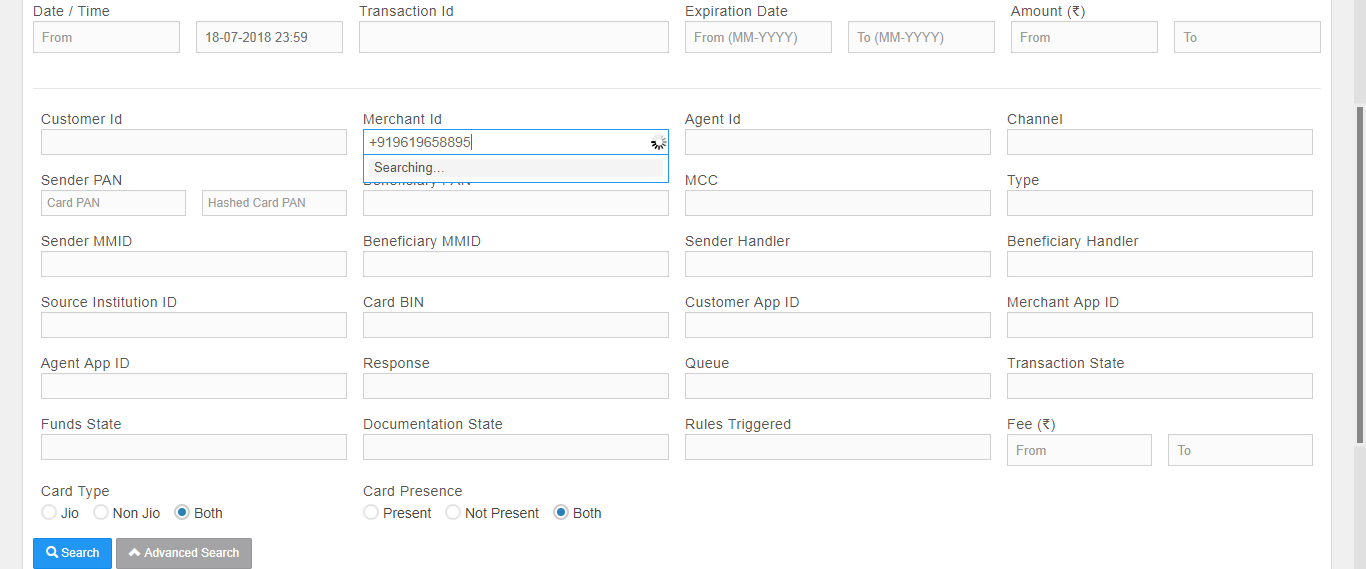 Date / Time Transaction Id Expiration Date Amount (₹)
From 18-07-2018 23:59 From (MM-YYYY) To (MM-YYYY) From To
Customer Id Merchant Id Agent Id Channel
+919619658895
Searching…
Sender PAN Beneficiary PAN MCC Type
Card PAN Hashed Card PAN
Sender MMID Beneficiary MMID Sender Handler Beneficiary Handler
Source Institution ID Card BIN Customer App ID Merchant App ID
Agent App ID Response Queue Transaction State
Funds State Documentation State Rules Triggered Fee (₹)
From To
Card Type Card Presence
Jio Non Jio Both Present Not Present Both
Search Advanced Search